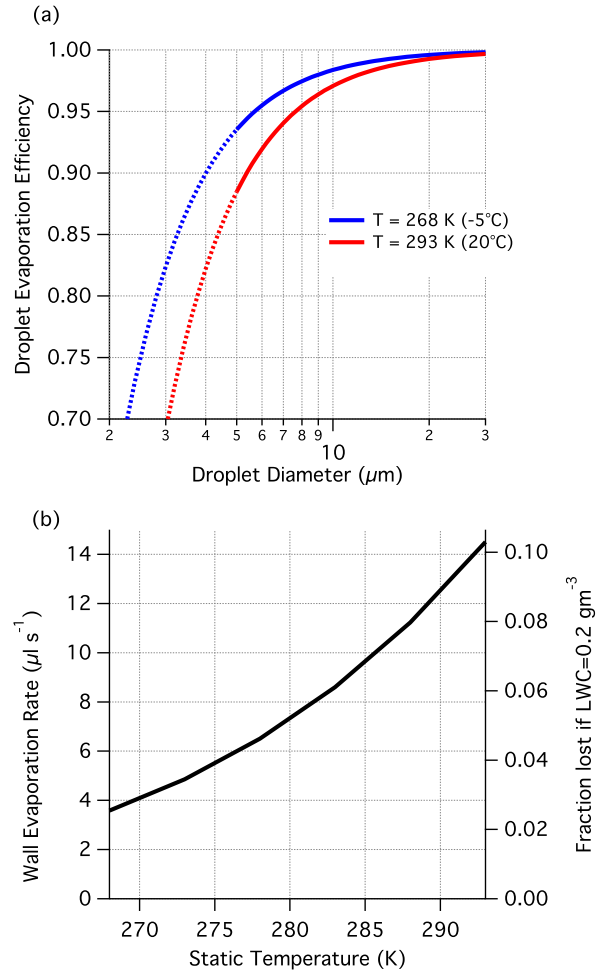 (a)
1.00
0.95
0.90
0.85
0.80
0.75
0.70
Droplet Evaporation Efficiency
T = 268 K (-5°C)
T = 293 K (20°C)
2 3 4 5 6 7 8 9 10 2 3
Droplet Diameter (µm)
(b)
14
12
10
8
6
4
2
0
Wall Evaporation Rate (µl s⁻¹)
0.10
0.08
0.06
0.04
0.02
0.00
Fraction lost if LWC=0.2 gm⁻³
270 275 280 285 290
Static Temperature (K)